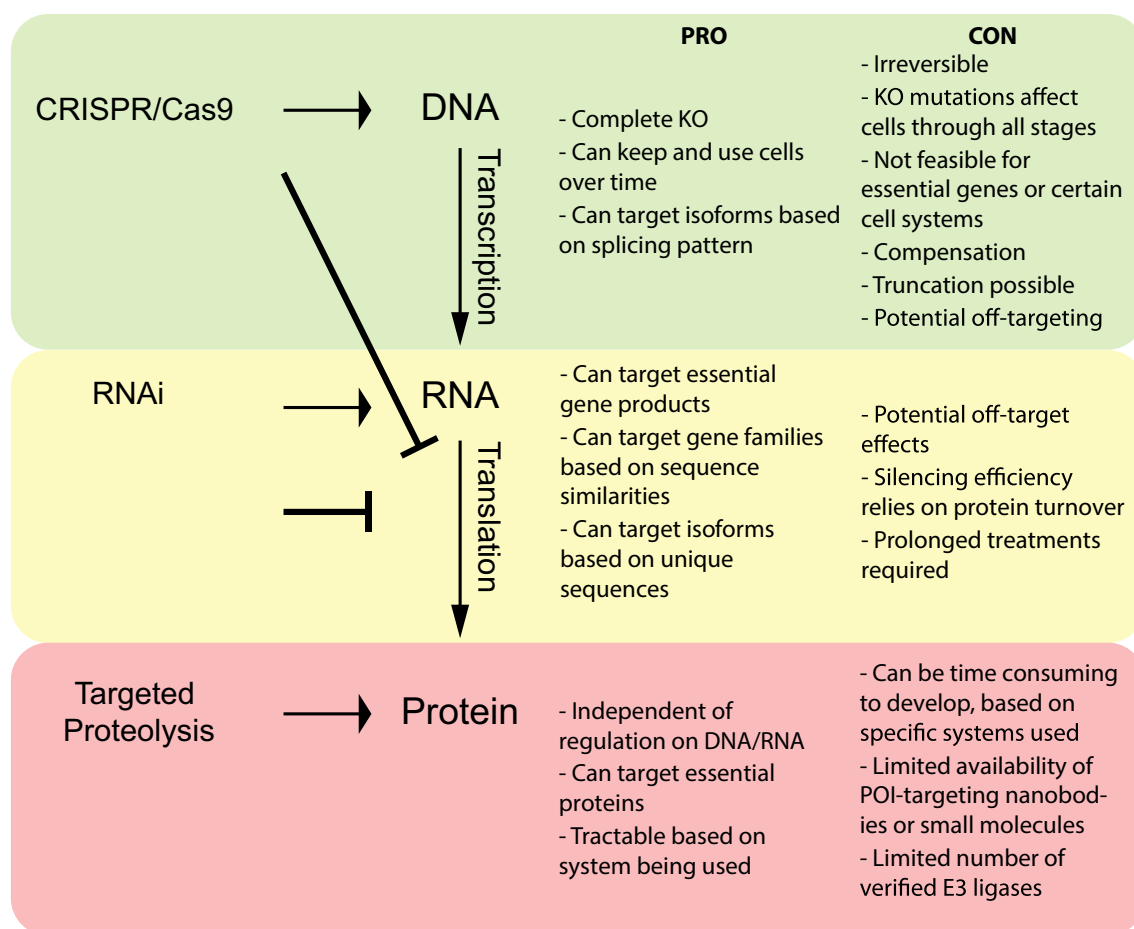 PRO
CON
CRISPR/Cas9
DNA
Transcription
- Complete KO
- Can keep and use cells
over time
- Can target isoforms based
on splicing pattern
- Irreversible
- KO mutations affect
cells through all stages
- Not feasible for
essential genes or certain
cell systems
- Compensation
- Truncation possible
- Potential off-targeting
RNAi
RNA
Translation
- Can target essential
gene products
- Can target gene families
based on sequence
similarities
- Can target isoforms
based on unique
sequences
- Potential off-target
effects
- Silencing efficiency
relies on protein turnover
- Prolonged treatments
required
Targeted
Proteolysis
Protein
- Independent of
regulation on DNA/RNA
- Can target essential
proteins
- Tractable based on
system being used
- Can be time consuming
to develop, based on
specific systems used
- Limited availability of
POI-targeting nanobod-
ies or small molecules
- Limited number of
verified E3 ligases